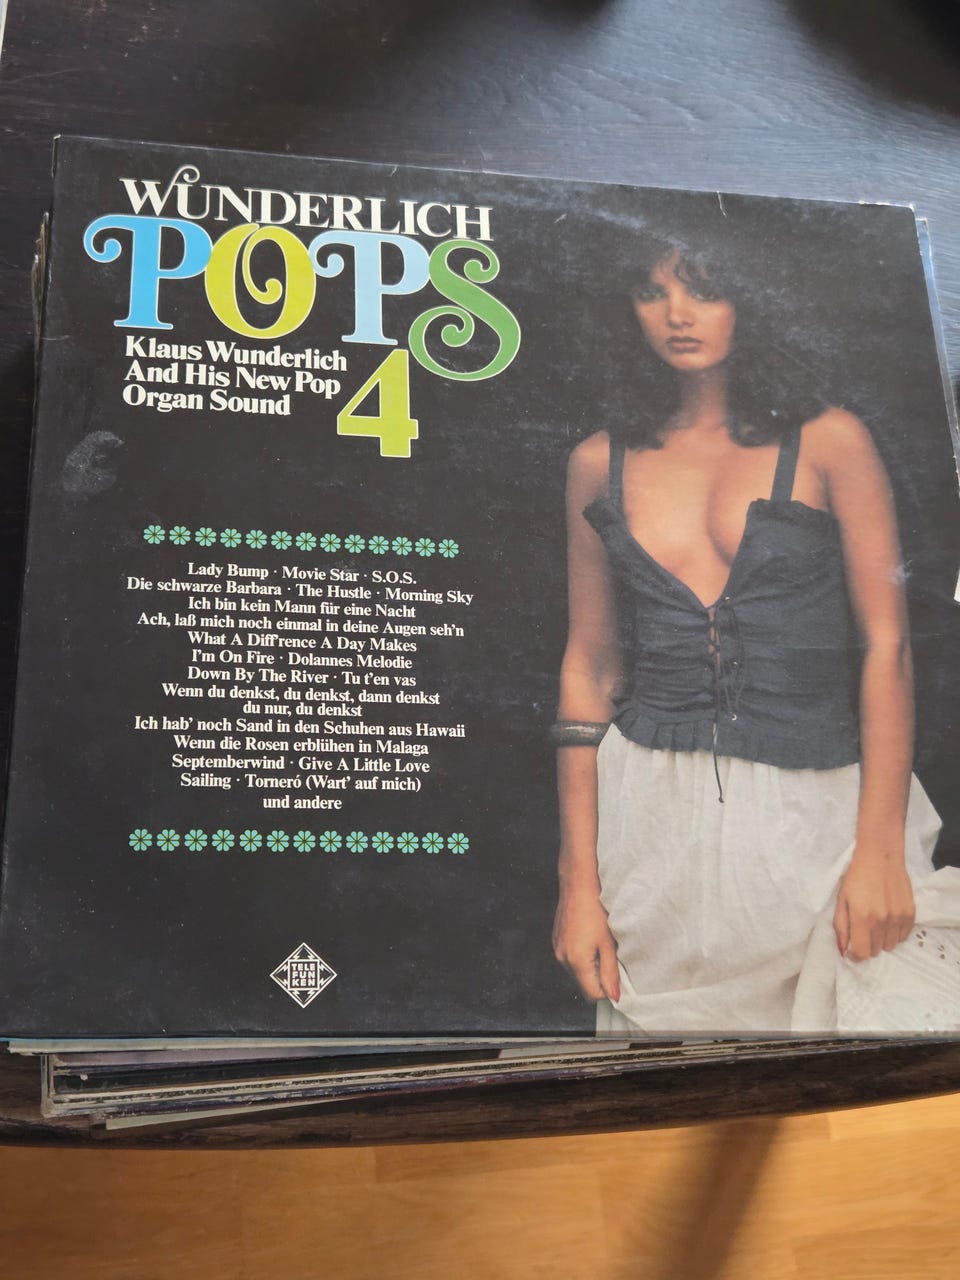 WUNDERLICH
POPS
4
Klaus Wunderlich
And His New Pop
Organ Sound
Lady Bump · Movie Star · S.O.S.
Die schwarze Barbara · The Hustle · Morning Sky
Ich bin kein Mann für eine Nacht
Ach, laß mich noch einmal in deine Augen seh'n
What A Diff'rence A Day Makes
I'm On Fire · Dolannes Melodie
Down By The River · Tu t'en vas
Wenn du denkst, du denkst, dann denkst
du nur, du denkst
Ich hab' noch Sand in den Schuhen aus Hawaii
Wenn die Rosen erblühen in Malaga
Septemberwind · Give A Little Love
Sailing · Torneró (Wart' auf mich)
und andere
TELE
FUN
KEN